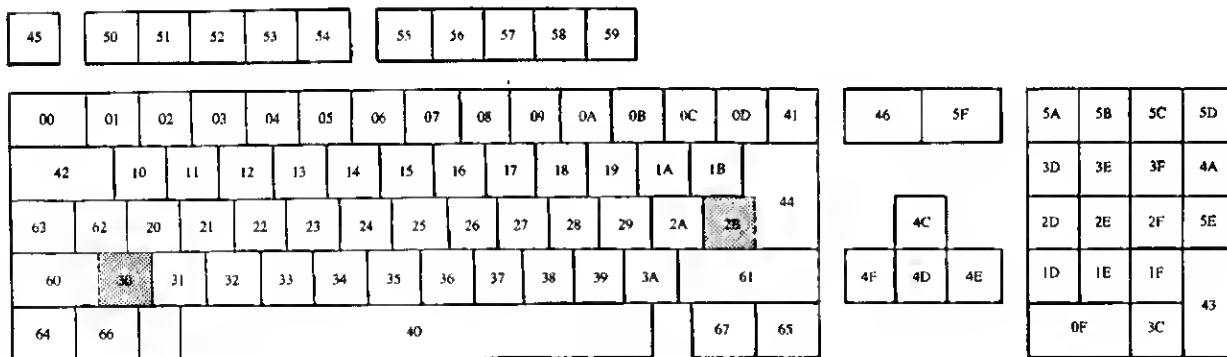 45 50 51 52 53 54 55 56 57 58 59
00 01 02 03 04 05 06 07 08 09 0A 0B 0C 0D 41 46 5F 5A 5B 5C 5D
42 10 11 12 13 14 15 16 17 18 19 1A 1B 44 3D 3E 3F 4A
63 62 20 21 22 23 24 25 26 27 28 29 2A 2B 4C 2D 2E 2F 5E
60 30 31 32 33 34 35 36 37 38 39 3A 61 4F 4D 4E 1D 1E 1F 43
64 66 40 67 65 0F 3C